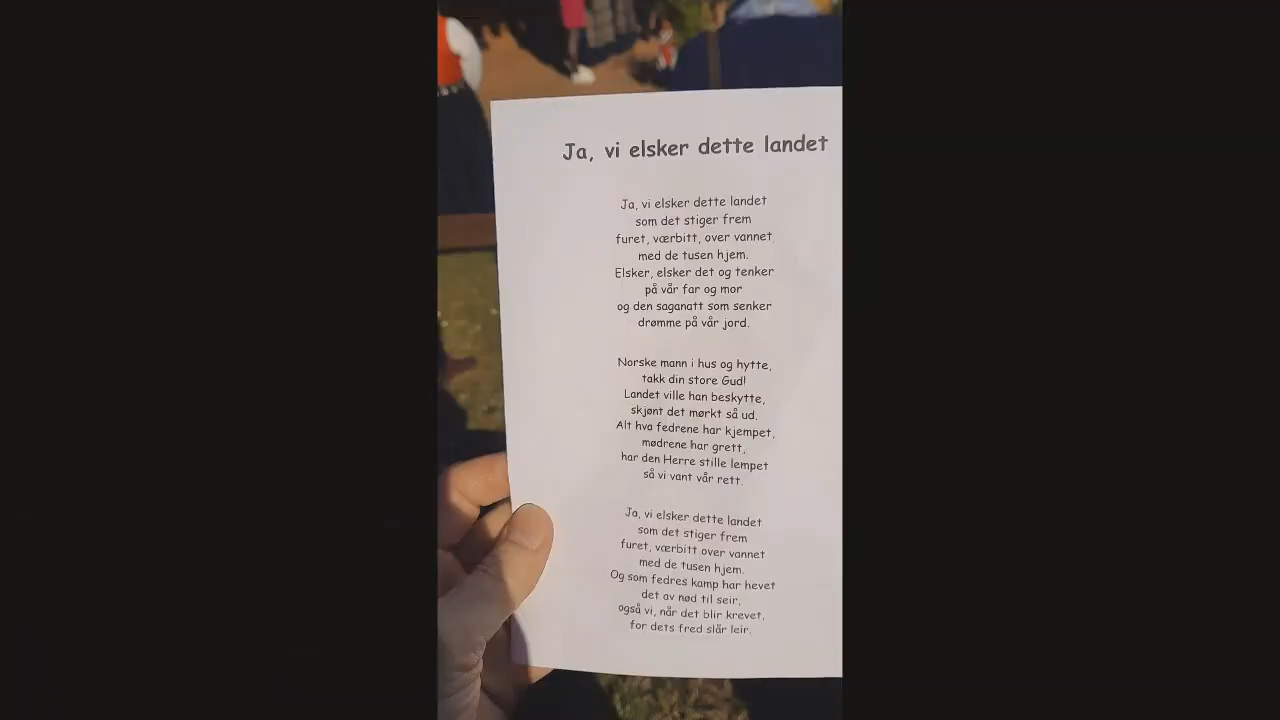 Ja, vi elsker dette landet
Ja, vi elsker dette landet
som det stiger frem
furet, værbitt, over vannet
med de tusen hjem.
Elsker, elsker det og tenker
på vår far og mor
og den saganatt som senker
drømme på vår jord.
Norske mann i hus og hytte,
takk din store Gud!
Landet ville han beskytte,
skjønt det mørkt så ud.
Alt hva fedrene har kjempet,
mødrene har grett,
har den Herre stille lempet
så vi vant vår rett.
Ja, vi elsker dette landet
som det stiger frem
furet, værbitt over vannet
med de tusen hjem.
Og som fedres kamp har hevet
det av nød til seir,
også vi, når det blir krevet,
for dets fred slår leir.